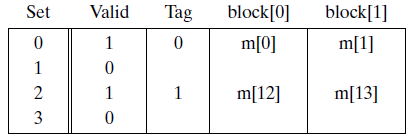 Set Valid Tag block[0] block[1]
0 1 0 m[0] m[1]
1 0
2 1 1 m[12] m[13]
3 0